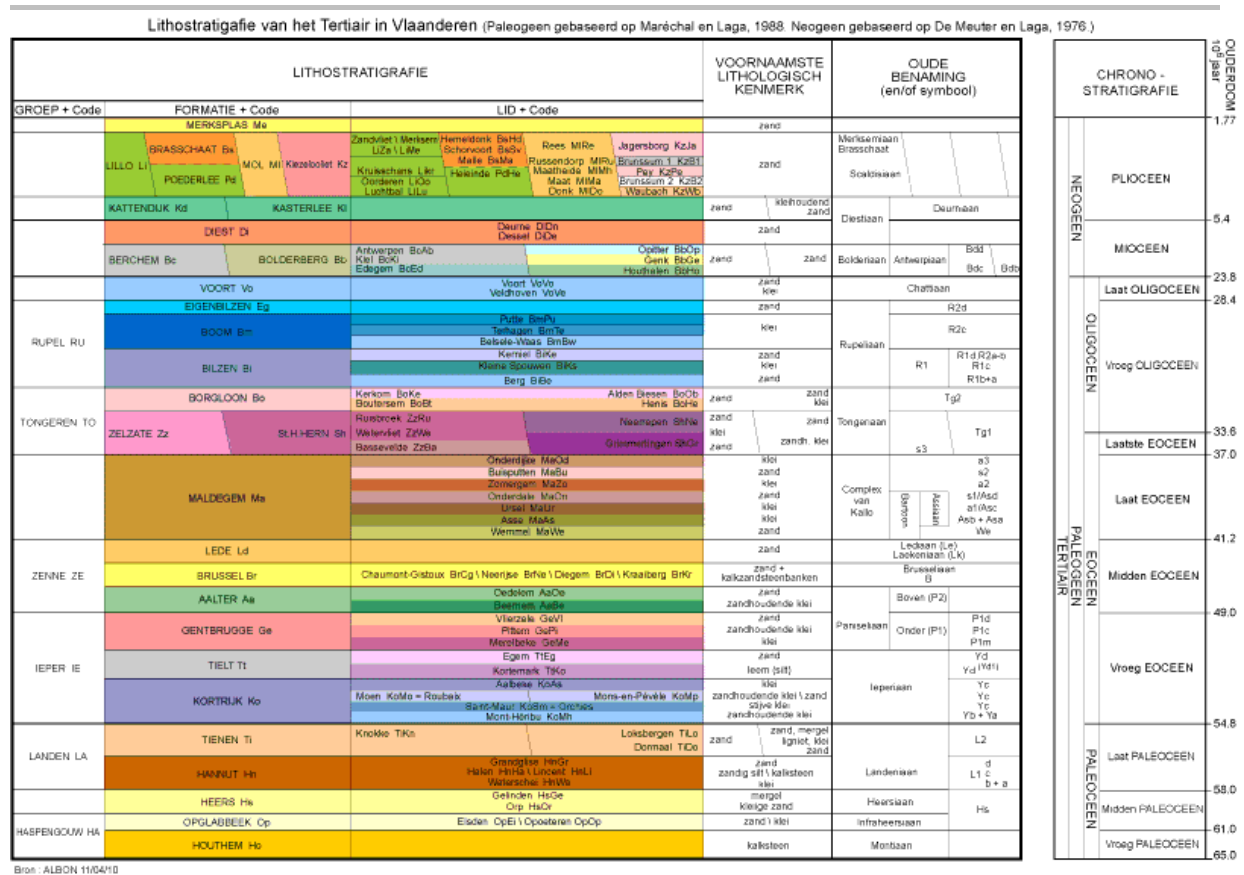 Lithostratigafie van het Tertiair in Vlaanderen (Paleogeen gebaseerd op Maréchal en Laga, 1988. Neogeen gebaseerd op De Meuter en Laga, 1976.)
LITHOSTRATIGRAFIE
VOORNAAMSTE LITHOLOGISCH KENMERK
OUDE BENAMING (en/of symbool)
CHRONO - STRATIGRAFIE
OUDERDOM 10⁶ jaar
GROEP + Code
FORMATIE + Code
LID + Code
1.77
MERKSPLAS Me
zand
LILLO Li
BRASSCHAAT Bs
POEDERLEE Pd
MOL Ml
Kiezeloöliet Kz
Zandvliet \ Merksem
LiZa \ LiMe
Kruisschans LiKr
Oorderen LiOo
Luchtbal LiLu
Hemeldonk BsHd
Schorvoort BsSv
Malle BsMa
Heieinde PdHe
Rees MlRe
Russendorp MlRu
Maatheide MlMh
Maat MlMa
Donk MlDo
Jagersborg KzJa
Brunssum 1 KzB1
Pey KzPe
Brunssum 2 KzB2
Waubach KzWb
zand
Merksemiaan
Brasschaat
Scaldisiaan
KATTENDIJK Kd
KASTERLEE Kl
zand
kleihoudend zand
Diestiaan
Deurniaan
DIEST Di
Deurne DiDn
Dessel DiDe
zand
BERCHEM Bc
BOLDERBERG Bb
Antwerpen BcAb
Kiel BcKi
Edegem BcEd
Opitter BbOp
Genk BbGe
Houthalen BbHo
zand
zand
Bolderiaan
Antwerpiaan
Bdd
Bdc
Bdb
VOORT Vo
Voort VoVo
Veldhoven VoVe
zand
klei
Chattiaan
RUPEL RU
EIGENBILZEN Eg
zand
R2d
BOOM Bm
Putte BmPu
Terhagen BmTe
Belsele-Waas BmBw
klei
Rupeliaan
R2c
BILZEN Bi
Kerniel BiKe
Kleine Spouwen BiKs
Berg BiBe
zand
klei
zand
R1
R1d R2a-b
R1c
R1b+a
TONGEREN TO
BORGLOON Bo
Kerkom BoKe
Boutersem BoBt
Alden Biesen BoOb
Henis BoHe
zand
zand
klei
Tongeriaan
Tg2
ZELZATE Zz
St.H.HERN Sh
Ruisbroek ZzRu
Watervliet ZzWa
Bassevelde ZzBa
Neerrepen ShNe
Grimmertingen ShGr
zand
klei
zand
zand
zandh. klei
s3
Tg1
MALDEGEM Ma
Onderdijke MaOd
Buisputten MaBu
Zomergem MaZo
Onderdale MaOn
Ursel MaUr
Asse MaAs
Wemmel MaWe
klei
zand
klei
zand
klei
klei
zand
Complex van Kallo
Bartoon
Assiaan
a3
s2
a2
s1/Asd
a1/Asc
Asb + Asa
We
ZENNE ZE
LEDE Ld
zand
Lediaan (Le)
Laekeniaan (Lk)
BRUSSEL Br
Chaumont-Gistoux BrCg \ Neerijse BrNe \ Diegem BrDi \ Kraaiberg BrKr
zand +
kalkzandsteenbanken
Brusseliaan
B
AALTER Aa
Oedelem AaOe
Beernem AaBe
zand
zandhoudende klei
Paniseliaan
Boven (P2)
IEPER IE
GENTBRUGGE Ge
Vlierzele GeVl
Pittem GePi
Merelbeke GeMe
zand
zandhoudende klei
klei
Onder (P1)
P1d
P1c
P1m
TIELT Tt
Egem TtEg
Kortemark TtKo
zand
leem (silt)
Ieperiaan
Yd
Yd (Yd1)
KORTRIJK Ko
Aalbeke KoAs
Moen KoMo = Roubaix
Mons-en-Pévèle KoMp
Saint-Maur KoSm = Orchies
Mont-Héribu KoMh
klei
zandhoudende klei \ zand
stijve klei
zandhoudende klei
Yc
Yc
Yc
Yb + Ya
LANDEN LA
TIENEN Ti
Knokke TiKn
Loksbergen TiLo
Dormaal TiDo
zand
zand, mergel
ligniet, klei
zand
Landeniaan
L2
HANNUT Hn
Grandglise HnGr
Halen HnHa \ Lincent HnLi
Waterschei HnWa
zand
zandig silt \ kalksteen
klei
L1
d
c
b + a
HEERS Hs
Gelinden HsGe
Orp HsOr
mergel
kleiige zand
Heersiaan
Hs
HASPENGOUW HA
OPGLABBEEK Op
Eisden OpEi \ Opoeteren OpOp
zand \ klei
Infraheersiaan
HOUTHEM Ho
kalksteen
Montiaan
TERTIAIR
NEOGEEN
PALEOGEEN
OLIGOCEEN
EOCEEN
PALEOCEEN
PLIOCEEN
5.4
MIOCEEN
23.8
Laat OLIGOCEEN
28.4
Vroeg OLIGOCEEN
33.6
Laatste EOCEEN
37.0
Laat EOCEEN
41.2
Midden EOCEEN
49.0
Vroeg EOCEEN
54.8
Laat PALEOCEEN
58.0
Midden PALEOCEEN
61.0
Vroeg PALEOCEEN
65.0
Bron : ALBON 11/04/10